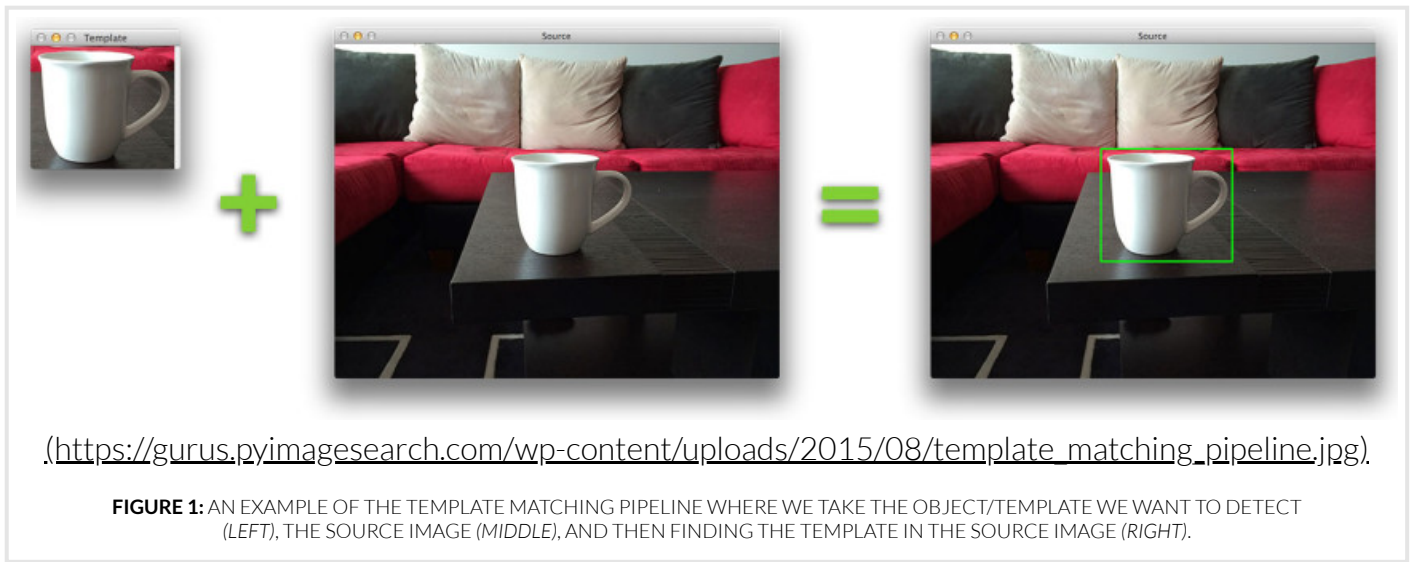 Template
Source
Source
(https://gurus.pyimagesearch.com/wp-content/uploads/2015/08/template_matching_pipeline.jpg)
FIGURE 1: AN EXAMPLE OF THE TEMPLATE MATCHING PIPELINE WHERE WE TAKE THE OBJECT/TEMPLATE WE WANT TO DETECT
(LEFT), THE SOURCE IMAGE (MIDDLE), AND THEN FINDING THE TEMPLATE IN THE SOURCE IMAGE (RIGHT).